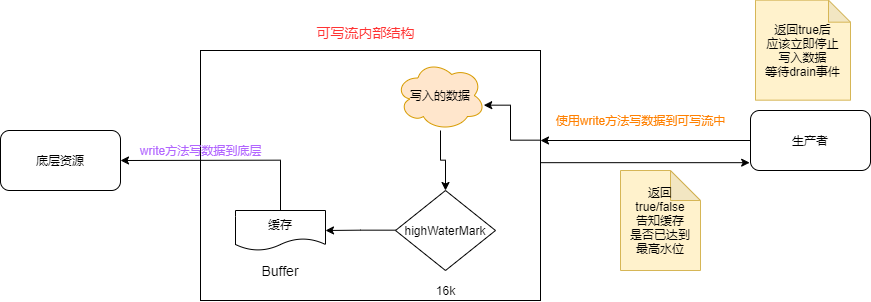 可写流内部结构
返回true后
应该立即停止
写入数据
等待drain事件
写入的数据
使用write方法写数据到可写流中
生产者
底层资源
write方法写数据到底层
返回
true/false
告知缓存
是否已达到
最高水位
缓存
highWaterMark
Buffer
16k